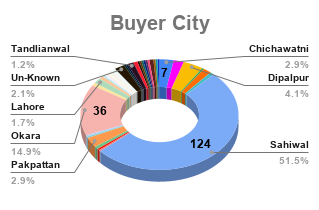 Buyer City
Tandlianwal
1.2%
Un-Known
2.1%
Lahore
1.7%
Okara
14.9%
Pakpattan
2.9%
Chichawatni
2.9%
Dipalpur
4.1%
Sahiwal
51.5%
7
36
124